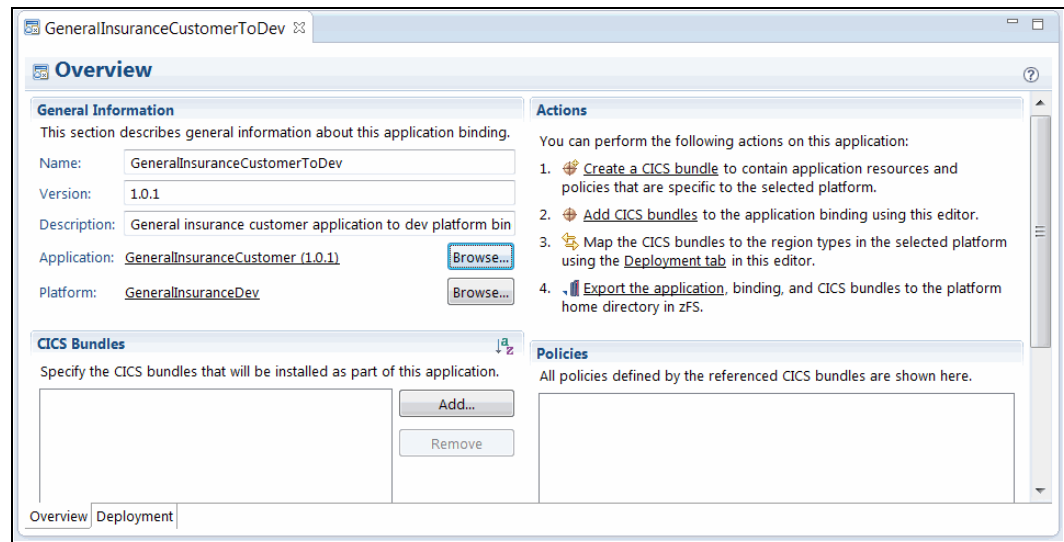 GeneralInsuranceCustomerToDev
Overview
General Information
This section describes general information about this application binding.
Name: GeneralInsuranceCustomerToDev
Version: 1.0.1
Description: General insurance customer application to dev platform bin
Application: GeneralInsuranceCustomer (1.0.1) Browse...
Platform: GeneralInsuranceDev Browse...
CICS Bundles
Specify the CICS bundles that will be installed as part of this application.
Add...
Remove
Actions
You can perform the following actions on this application:
1. Create a CICS bundle to contain application resources and
policies that are specific to the selected platform.
2. Add CICS bundles to the application binding using this editor.
3. Map the CICS bundles to the region types in the selected platform
using the Deployment tab in this editor.
4. Export the application, binding, and CICS bundles to the platform
home directory in zFS.
Policies
All policies defined by the referenced CICS bundles are shown here.
Overview Deployment